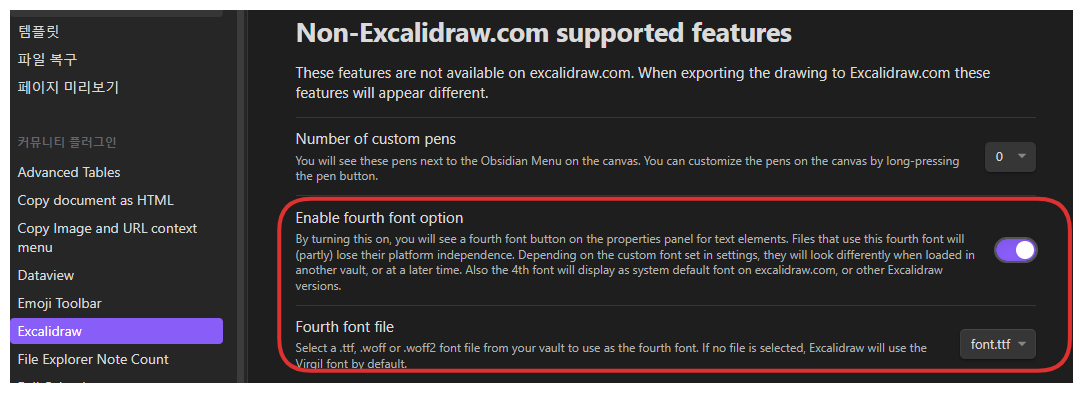 템플릿
파일 복구
페이지 미리보기
커뮤니티 플러그인
Advanced Tables
Copy document as HTML
Copy Image and URL context
menu
Dataview
Emoji Toolbar
Excalidraw
File Explorer Note Count
Non-Excalidraw.com supported features
These features are not available on excalidraw.com. When exporting the drawing to Excalidraw.com these
features will appear different.
Number of custom pens
You will see these pens next to the Obsidian Menu on the canvas. You can customize the pens on the canvas by long-pressing
the pen button.
0
Enable fourth font option
By turning this on, you will see a fourth font button on the properties panel for text elements. Files that use this fourth font will
(partly) lose their platform independence. Depending on the custom font set in settings, they will look differently when loaded in
another vault, or at a later time. Also the 4th font will display as system default font on excalidraw.com, or other Excalidraw
versions.
Fourth font file
Select a .ttf, .woff or .woff2 font file from your vault to use as the fourth font. If no file is selected, Excalidraw will use the
Virgil font by default.
font.ttf